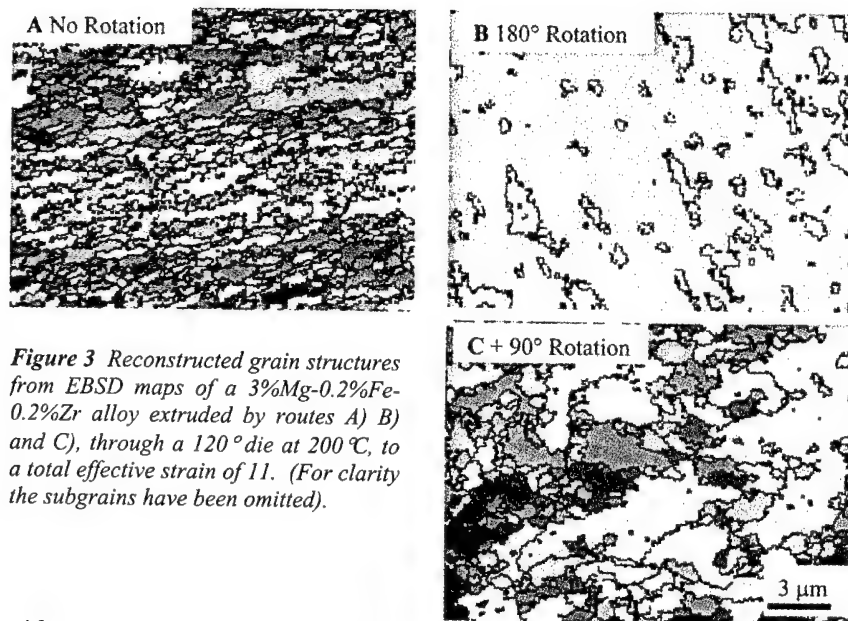 A No Rotation
B 180° Rotation
Figure 3 Reconstructed grain structures
from EBSD maps of a 3%Mg-0.2%Fe-
0.2%Zr alloy extruded by routes A) B)
and C), through a 120° die at 200 °C, to
a total effective strain of 11. (For clarity
the subgrains have been omitted).
C + 90° Rotation
3 μm